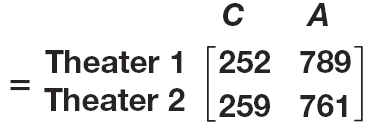 C A
Theater 1 [252 789]
= Theater 2 [259 761]